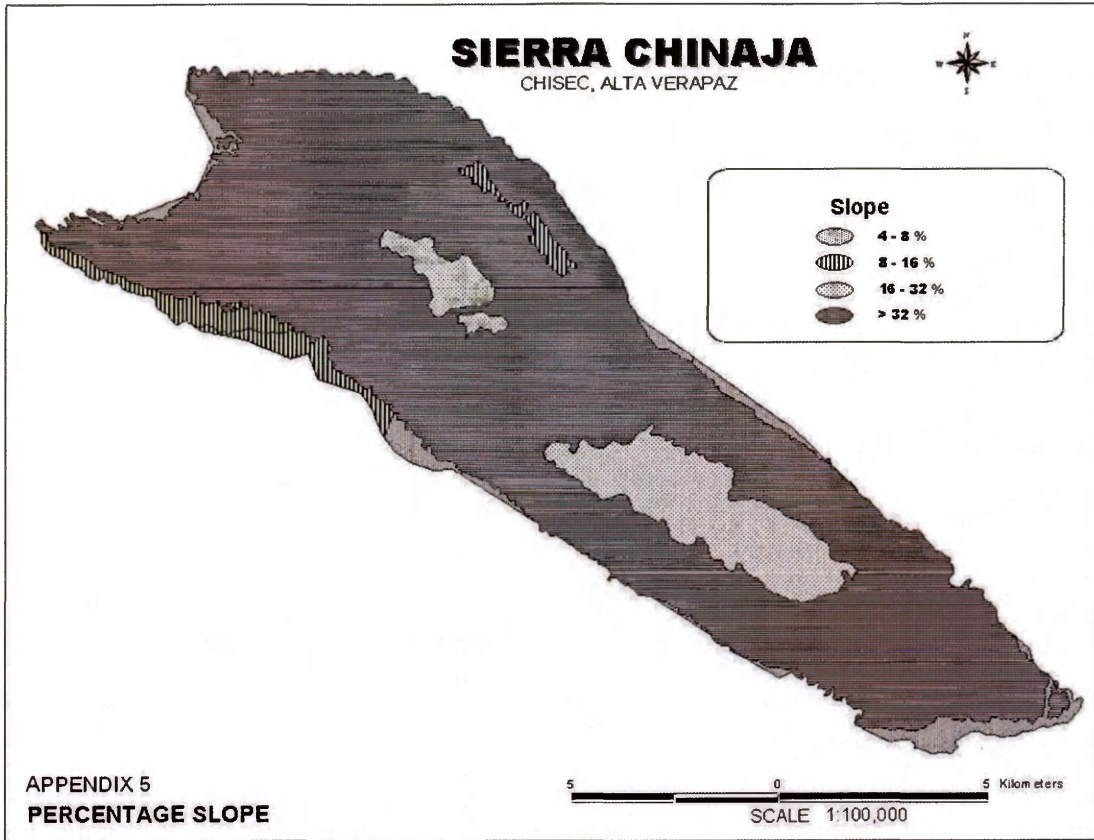 SIERRA CHINAJA
CHISEC, ALTA VERAPAZ
N
W E
S
Slope
4 - 8 %
8 - 16 %
16 - 32 %
> 32 %
APPENDIX 5
PERCENTAGE SLOPE
5 0 5 Kilometers
SCALE 1:100,000